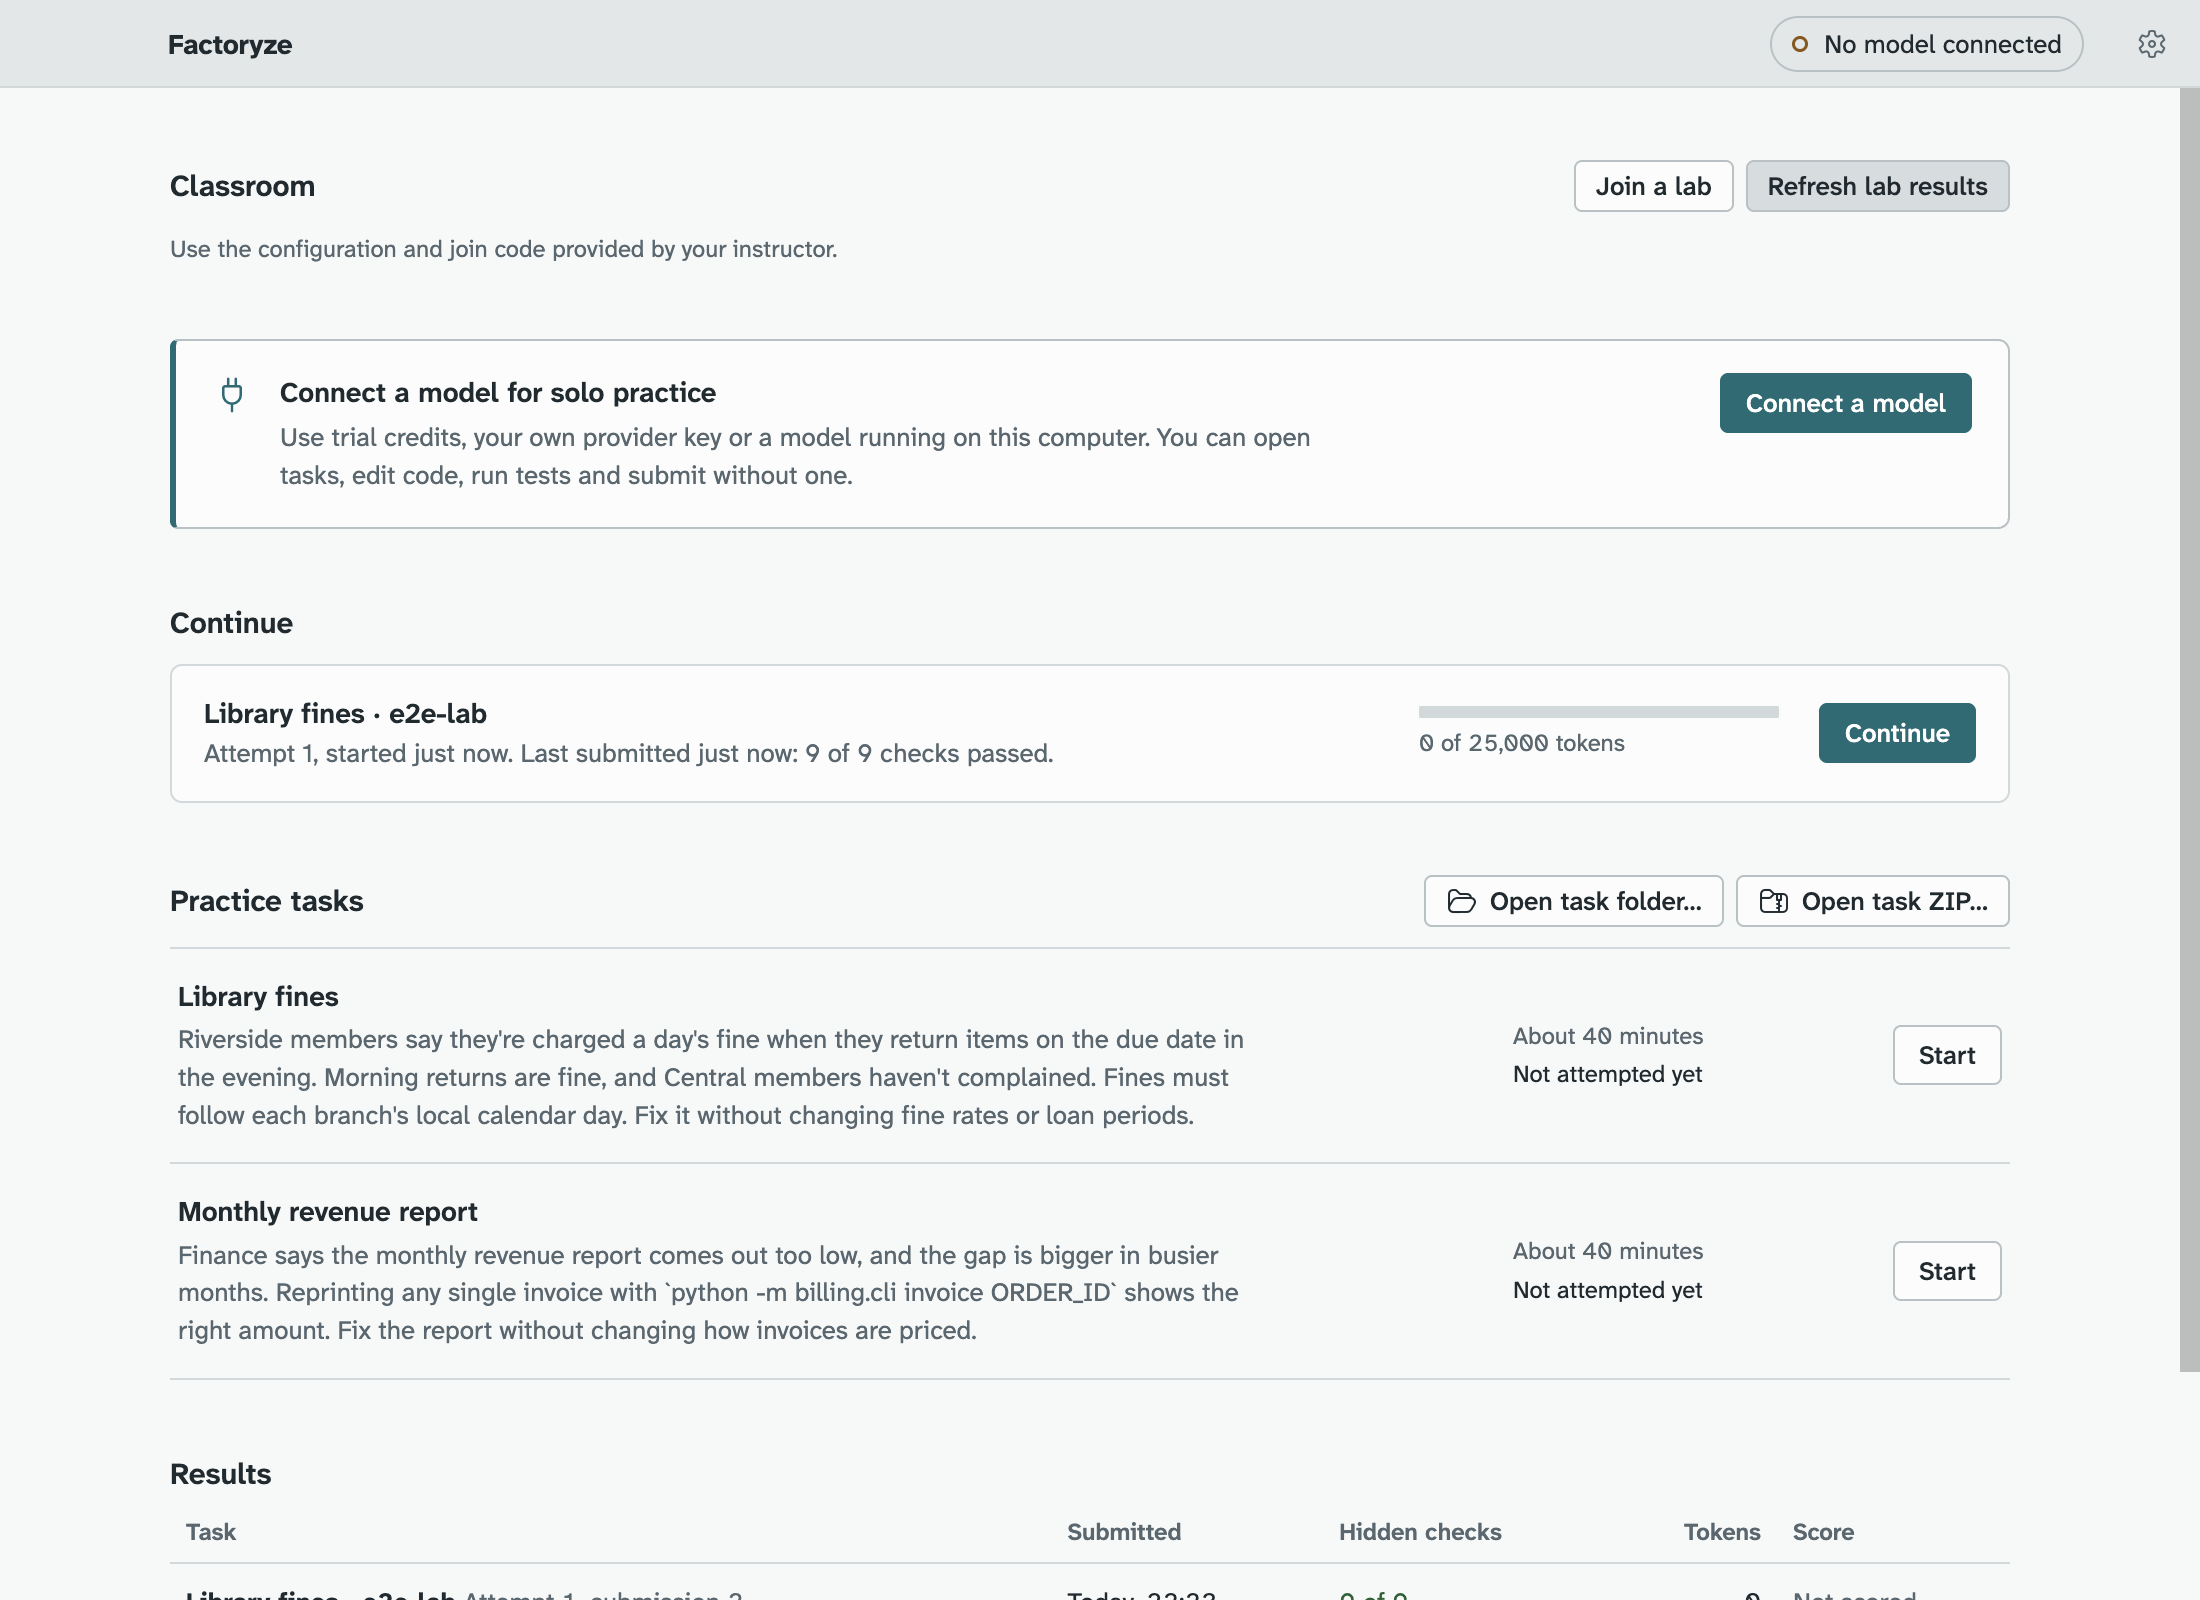 Factoryze
No model connected
Classroom
Join a lab
Refresh lab results
Use the configuration and join code provided by your instructor.
Connect a model for solo practice
Use trial credits, your own provider key or a model running on this computer. You can open
tasks, edit code, run tests and submit without one.
Connect a model
Continue
Library fines · e2e-lab
Attempt 1, started just now. Last submitted just now: 9 of 9 checks passed.
0 of 25,000 tokens
Continue
Practice tasks
Open task folder...
Open task ZIP...
Library fines
Riverside members say they're charged a day's fine when they return items on the due date in
the evening. Morning returns are fine, and Central members haven't complained. Fines must
follow each branch's local calendar day. Fix it without changing fine rates or loan periods.
About 40 minutes
Not attempted yet
Start
Monthly revenue report
Finance says the monthly revenue report comes out too low, and the gap is bigger in busier
months. Reprinting any single invoice with `python -m billing.cli invoice ORDER_ID` shows the
right amount. Fix the report without changing how invoices are priced.
About 40 minutes
Not attempted yet
Start
Results
Task
Submitted
Hidden checks
Tokens
Score
Library fines · e2e-lab Attempt 1, submission
Today,
Not scored